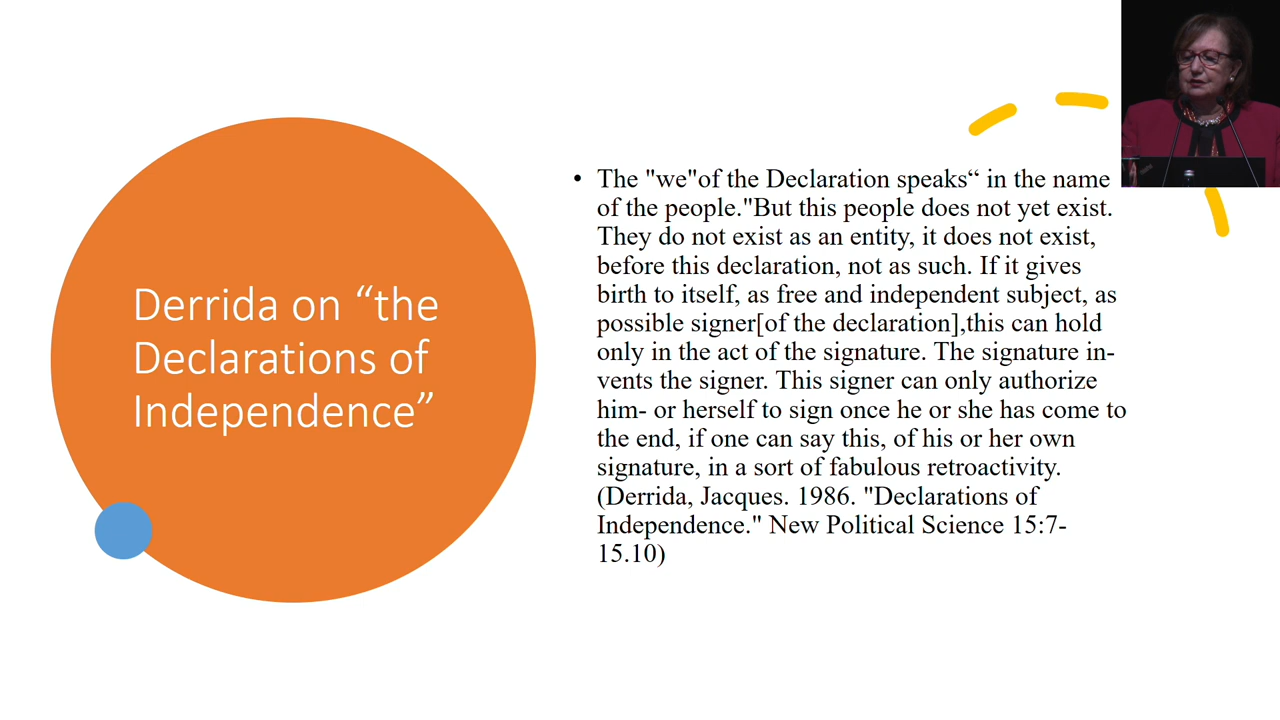 Derrida on “the
Declarations of
Independence”
• The "we"of the Declaration speaks“ in the name
of the people."But this people does not yet exist.
They do not exist as an entity, it does not exist,
before this declaration, not as such. If it gives
birth to itself, as free and independent subject, as
possible signer[of the declaration],this can hold
only in the act of the signature. The signature in-
vents the signer. This signer can only authorize
him- or herself to sign once he or she has come to
the end, if one can say this, of his or her own
signature, in a sort of fabulous retroactivity.
(Derrida, Jacques. 1986. "Declarations of
Independence." New Political Science 15:7-
15.10)